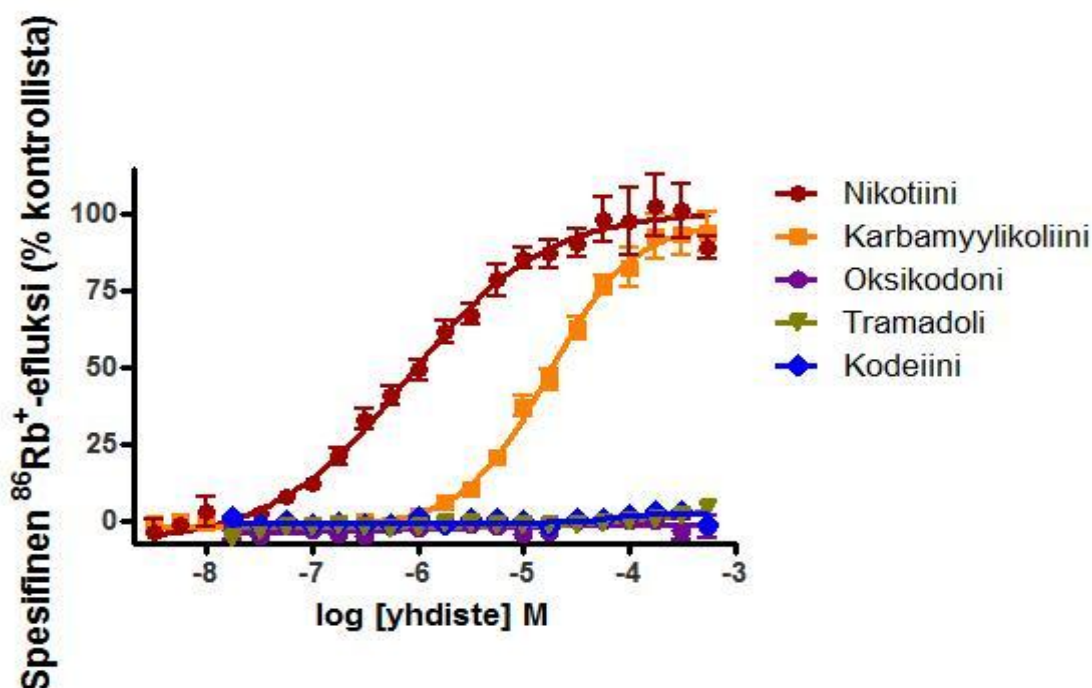 Spesifinen ⁸⁶Rb⁺-efluksi (% kontrollista)
100
75
50
25
0
-8 -7 -6 -5 -4 -3
log [yhdiste] M
Nikotiini
Karbamyylikoliini
Oksikodoni
Tramadoli
Kodeiini